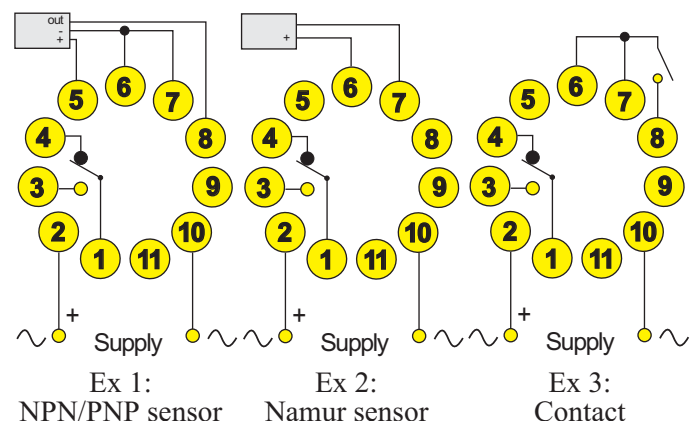 out
-
+
5 6 7
4 8
3 9
2 10
1 11
+
~ Supply ~
Ex 1:
NPN/PNP sensor
+
5 6 7
4 8
3 9
2 10
1 11
+
~ Supply ~
Ex 2:
Namur sensor
5 6 7
4 8
3 9
2 10
1 11
+
~ Supply ~
Ex 3:
Contact